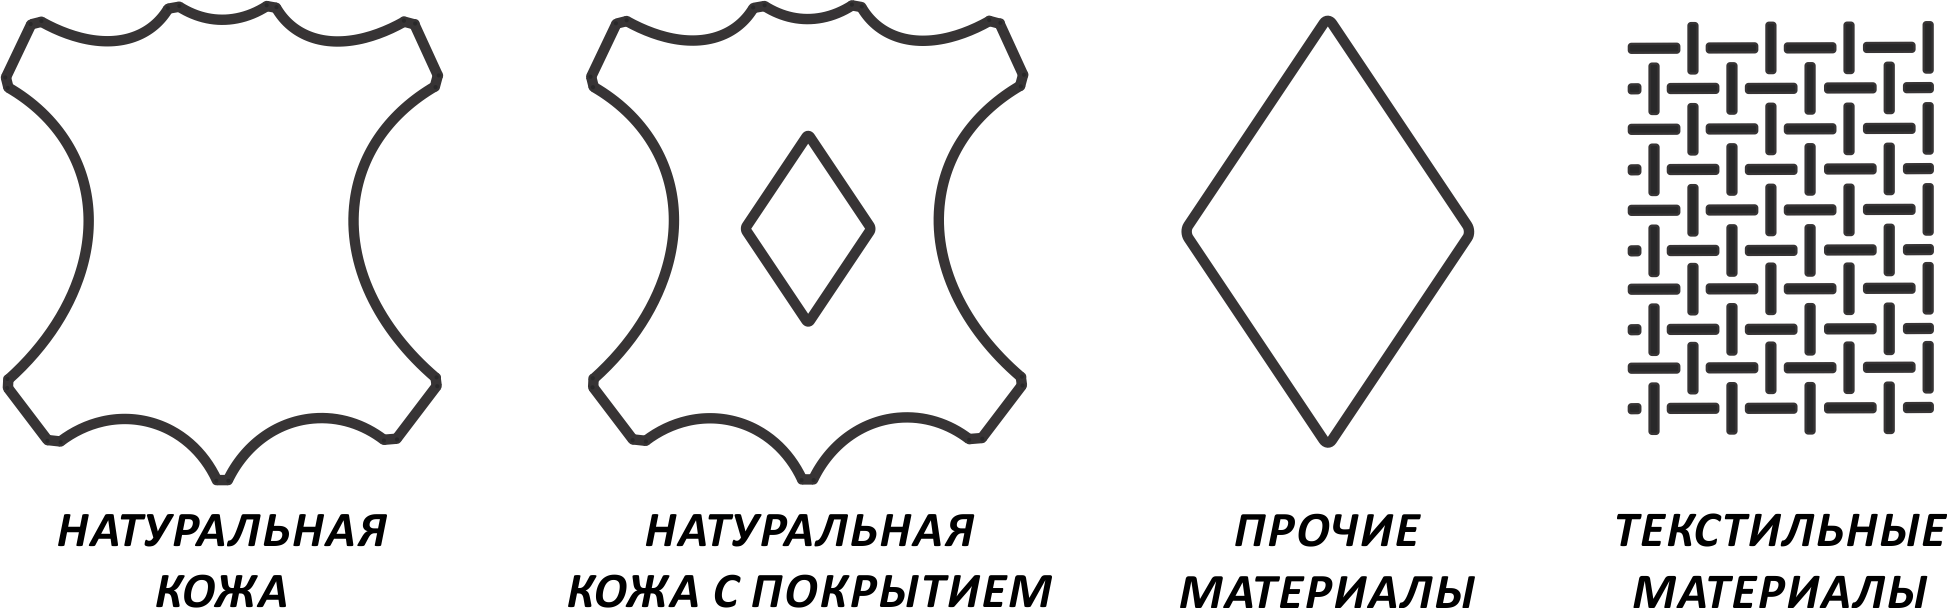 НАТУРАЛЬНАЯ
КОЖА
НАТУРАЛЬНАЯ
КОЖА С ПОКРЫТИЕМ
ПРОЧИЕ
МАТЕРИАЛЫ
ТЕКСТИЛЬНЫЕ
МАТЕРИАЛЫ